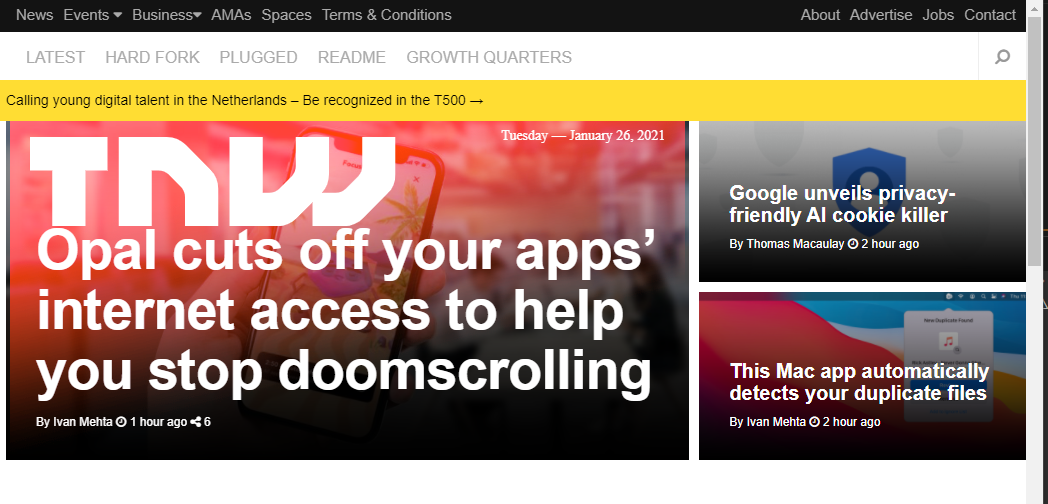 News Events Business AMAs Spaces Terms & Conditions About Advertise Jobs Contact
LATEST HARD FORK PLUGGED README GROWTH QUARTERS
Calling young digital talent in the Netherlands – Be recognized in the T500 →
Tuesday — January 26, 2021
TNW
Opal cuts off your apps’
internet access to help
you stop doomscrolling
By Ivan Mehta 1 hour ago 6
Google unveils privacy-
friendly AI cookie killer
By Thomas Macaulay 2 hour ago
New Duplicate Found
This Mac app automatically
detects your duplicate files
By Ivan Mehta 2 hour ago